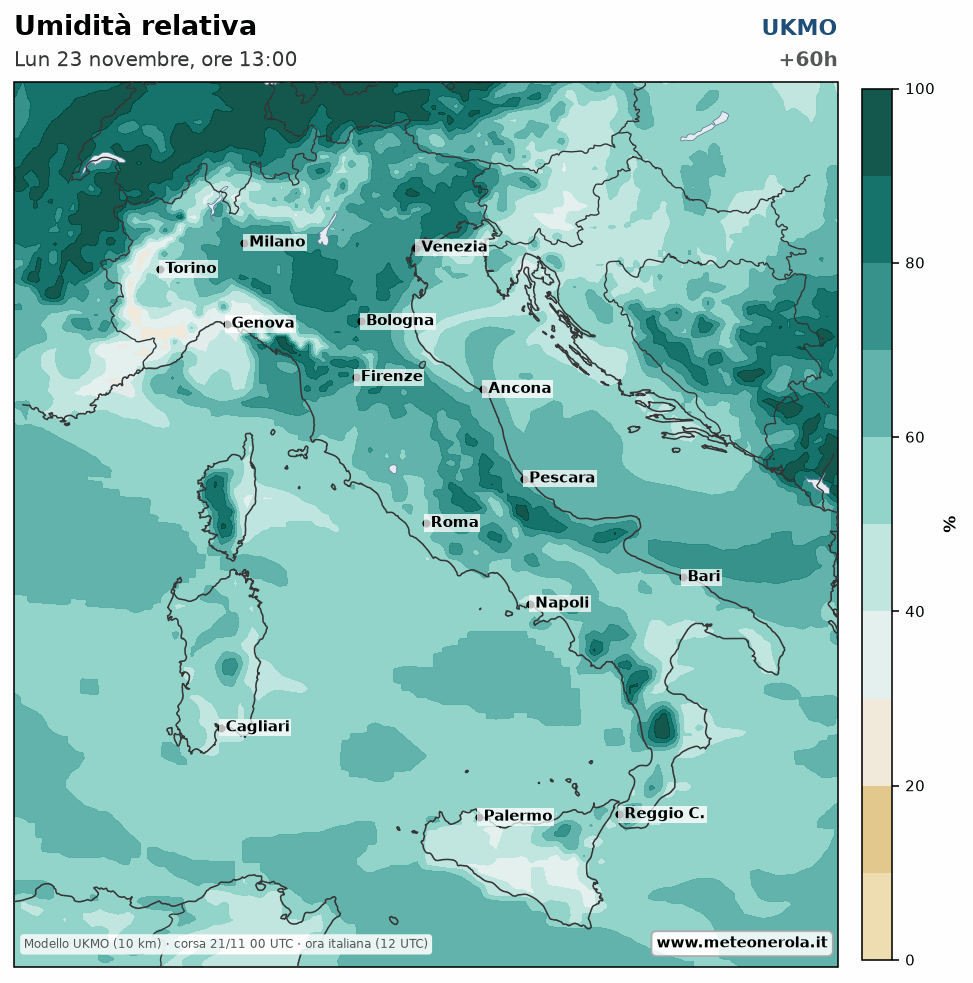 Umidità relativa
UKMO
Lun 23 novembre, ore 13:00
+60h
100
80
60
40
20
0
%
Milano
Venezia
Torino
Genova
Bologna
Firenze
Ancona
Pescara
Roma
Bari
Napoli
Cagliari
Palermo
Reggio C.
Modello UKMO (10 km) · corsa 21/11 00 UTC · ora italiana (12 UTC)
www.meteonerola.it